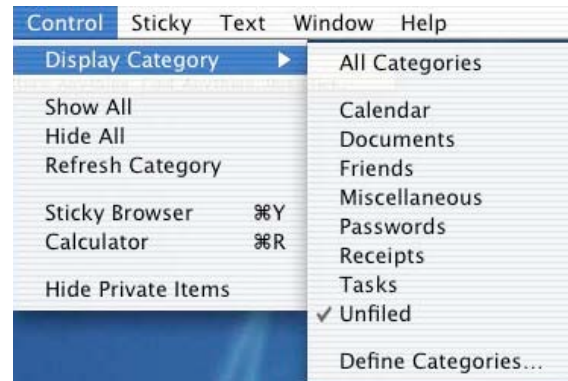 Control Sticky Text Window Help
Display Category
Show All
Hide All
Refresh Category
Sticky Browser ⌘Y
Calculator ⌘R
Hide Private Items
All Categories
Calendar
Documents
Friends
Miscellaneous
Passwords
Receipts
Tasks
✓ Unfiled
Define Categories...